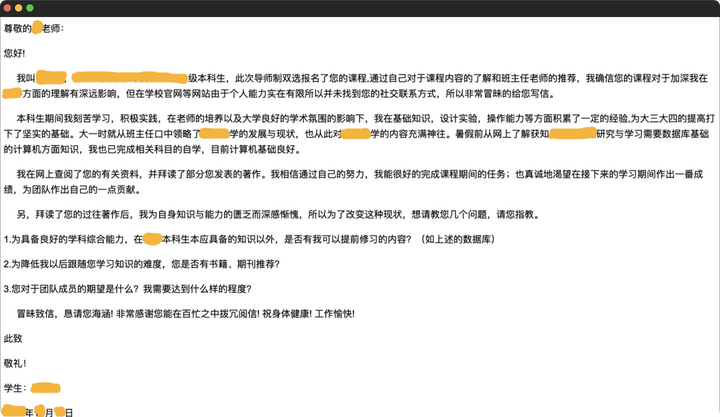 尊敬的 老师：
您好!
我叫 ， 级本科生，此次导师制双选报名了您的课程,通过自己对于课程内容的了解和班主任老师的推荐，我确信您的课程对于加深我在
方面的理解有深远影响，但在学校官网等网站由于个人能力实在有限所以并未找到您的社交联系方式，所以非常冒昧的给您写信。
本科生期间我刻苦学习，积极实践，在老师的培养以及大学良好的学术氛围的影响下，我在基础知识，设计实验，操作能力等方面积累了一定的经验,为大三大四的提高打
下了坚实的基础。大一时就从班主任口中领略了 学的发展与现状，也从此对 学的内容充满神往。暑假前从网上了解获知 研究与学习需要数据库基础
的计算机方面知识，我也已完成相关科目的自学，目前计算机基础良好。
我在网上查阅了您的有关资料，并拜读了部分您发表的著作。我相信通过自己的努力，我能很好的完成课程期间的任务；也真诚地渴望在接下来的学习期间作出一番成
绩，为团队作出自己的一点贡献。
另，拜读了您的过往著作后，我为自身知识与能力的匮乏而深感惭愧，所以为了改变这种现状，想请教您几个问题，请您指教。
1.为具备良好的学科综合能力，在 本科生本应具备的知识以外，是否有我可以提前修习的内容？（如上述的数据库）
2.为降低我以后跟随您学习知识的难度，您是否有书籍、期刊推荐？
3.您对于团队成员的期望是什么？我需要达到什么样的程度？
冒昧致信，恳请您海涵! 非常感谢您能在百忙之中拨冗阅信! 祝身体健康! 工作愉快!
此致
敬礼！
学生：
年 月 日